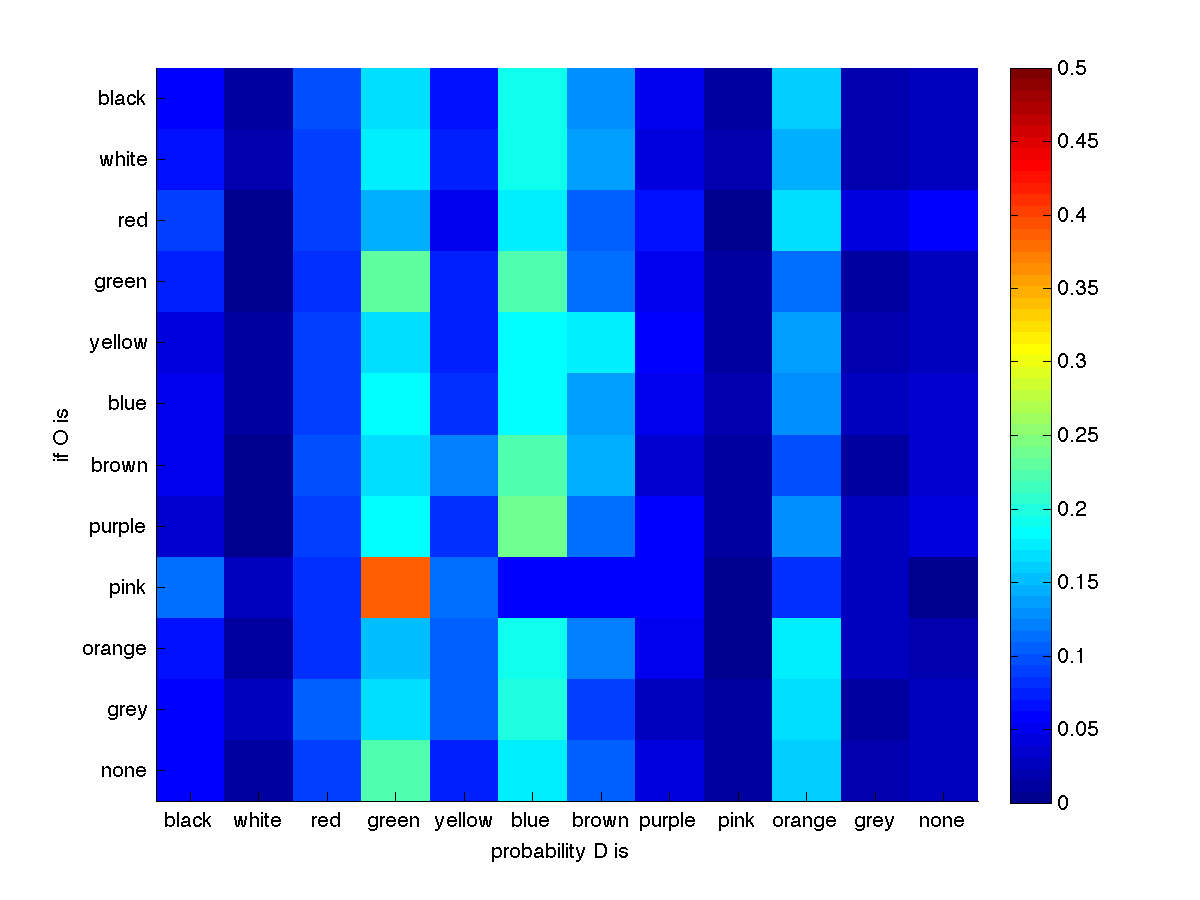 black
white
red
green
yellow
blue
brown
purple
pink
orange
grey
none
if O is
black white red green yellow blue brown purple pink orange grey none
probability D is
0.5
0.45
0.4
0.35
0.3
0.25
0.2
0.15
0.1
0.05
0